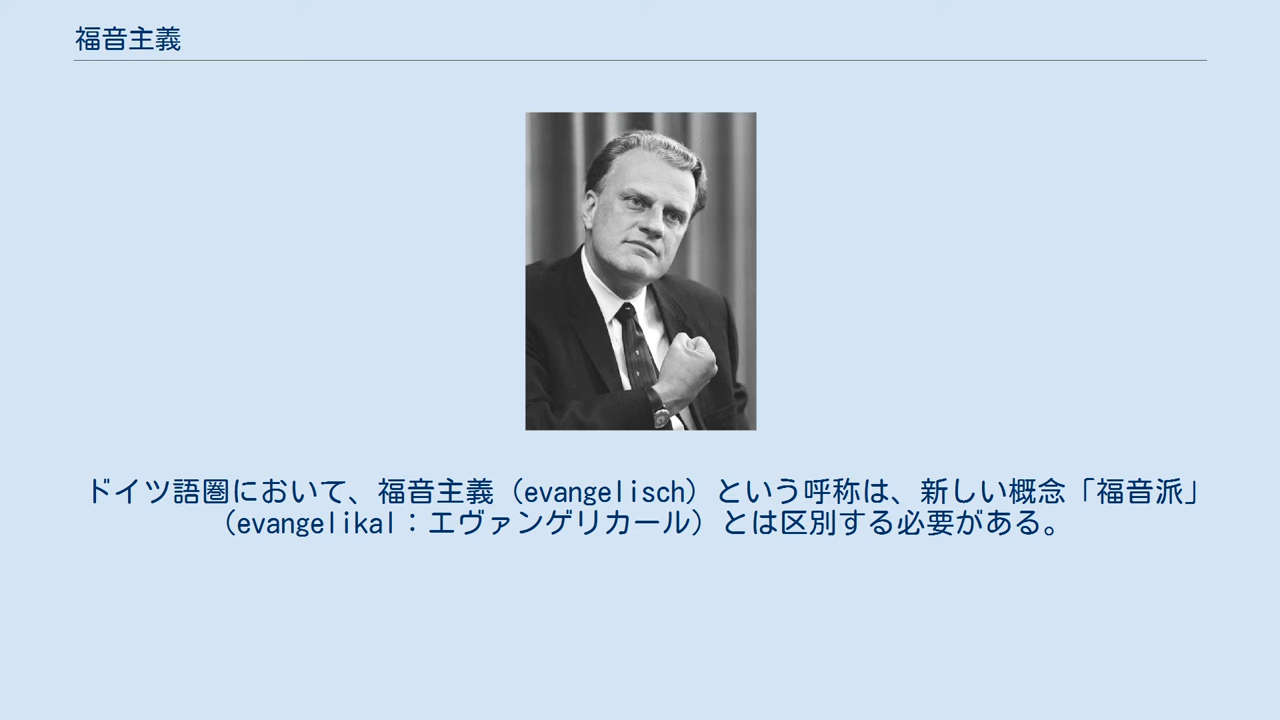 福音主義
ドイツ語圏において、福音主義（evangelisch）という呼称は、新しい概念「福音派」
（evangelikal：エヴァンゲリカール）とは区別する必要がある。